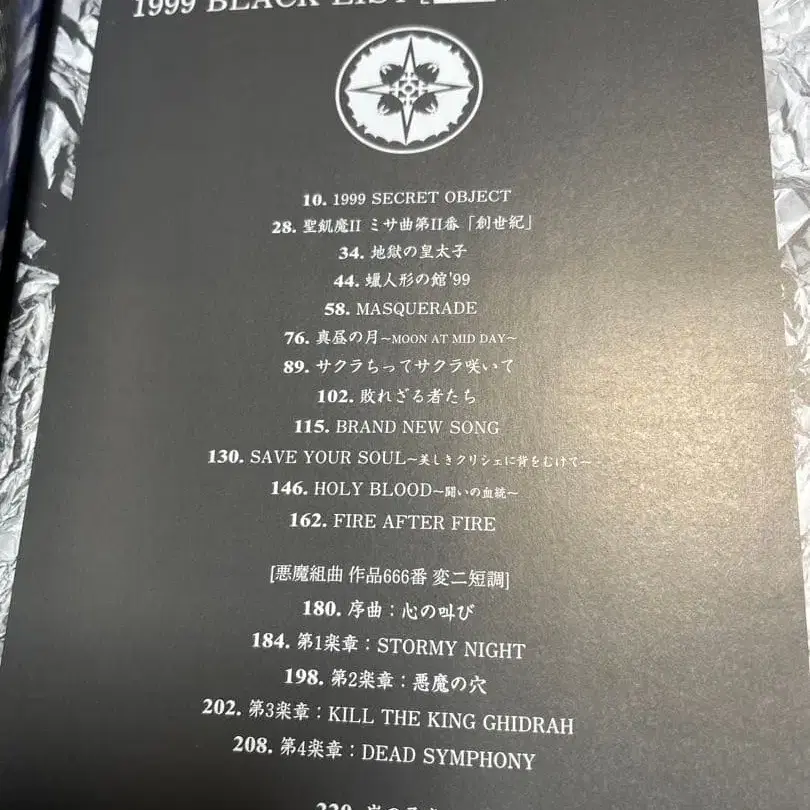 1999 BLACK LIST [
10. 1999 SECRET OBJECT
28. 聖飢魔II ミサ曲第II番「創世紀」
34. 地獄の皇太子
44. 蝋人形の館'99
58. MASQUERADE
76. 真昼の月~MOON AT MID DAY~
89. サクラちってサクラ咲いて
102. 敗れざる者たち
115. BRAND NEW SONG
130. SAVE YOUR SOUL~美しきクリシェに背をむけて~
146. HOLY BLOOD~闘いの血統~
162. FIRE AFTER FIRE
[悪魔組曲 作品666番 変二短調]
180. 序曲：心の叫び
184. 第1楽章：STORMY NIGHT
198. 第2楽章：悪魔の穴
202. 第3楽章：KILL THE KING GHIDRAH
208. 第4楽章：DEAD SYMPHONY
220.